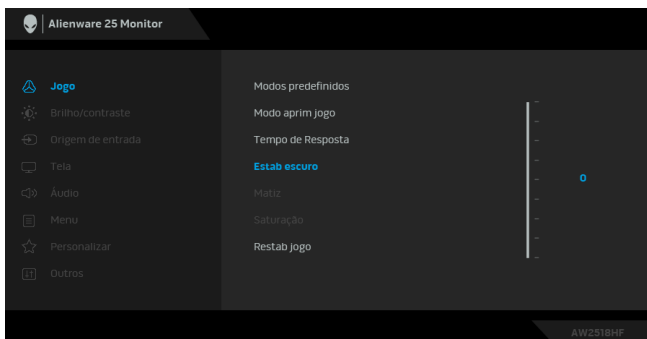 Alienware 25 Monitor
Jogo
Brilho/contraste
Origem de entrada
Tela
Áudio
Menu
Personalizar
Outros
Modos predefinidos
Modo aprim jogo
Tempo de Resposta
Estab escuro
Matiz
Saturação
Restab jogo
0
AW2518HF